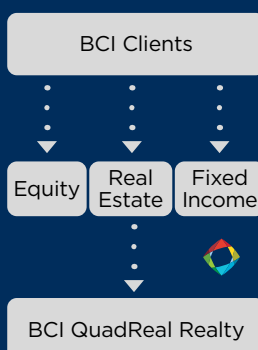 BCI Clients
Equity
Real
Estate
Fixed
Income
BCI QuadReal Realty